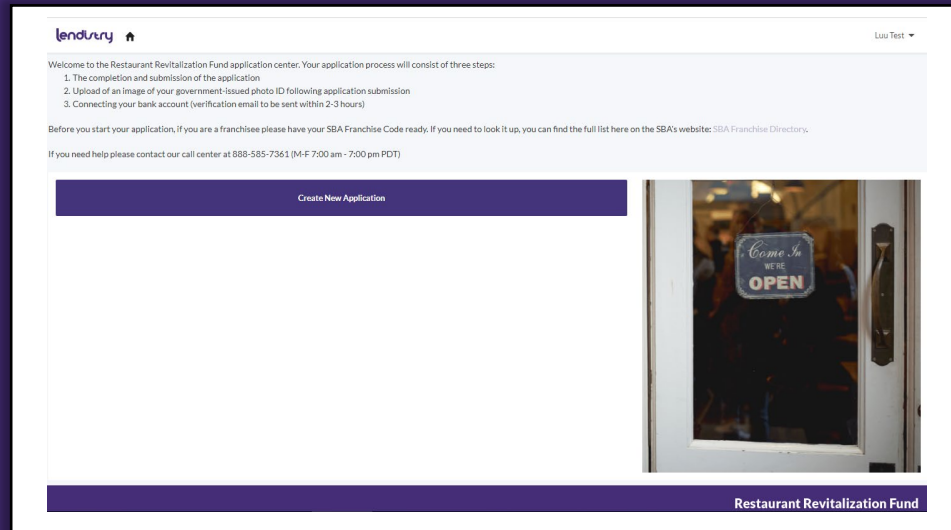 lendistry
Luu Test
Welcome to the Restaurant Revitalization Fund application center. Your application process will consist of three steps:
1. The completion and submission of the application
2. Upload of an image of your government-issued photo ID following application submission
3. Connecting your bank account (verification email to be sent within 2-3 hours)
Before you start your application, if you are a franchisee please have your SBA Franchise Code ready. If you need to look it up, you can find the full list here on the SBA's website: SBA Franchise Directory.
If you need help please contact our call center at 888-585-7361 (M-F 7:00 am - 7:00 pm PDT)
Create New Application
Come In
WE'RE
OPEN
Restaurant Revitalization Fund